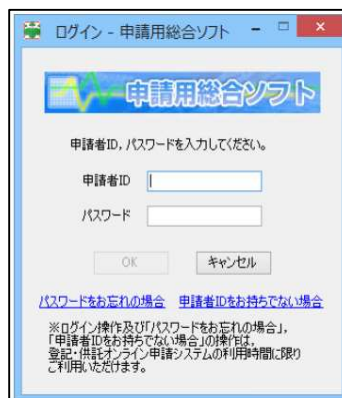 ログイン - 申請用総合ソフト
申請用総合ソフト
申請者ID,パスワードを入力してください。
申請者ID
パスワード
OK キャンセル
パスワードをお忘れの場合 申請者IDをお持ちでない場合
※ログイン操作及び「パスワードをお忘れの場合」,
「申請者IDをお持ちでない場合」の操作は,
登記・供託オンライン申請システムの利用時間に限り
ご利用いただけます。